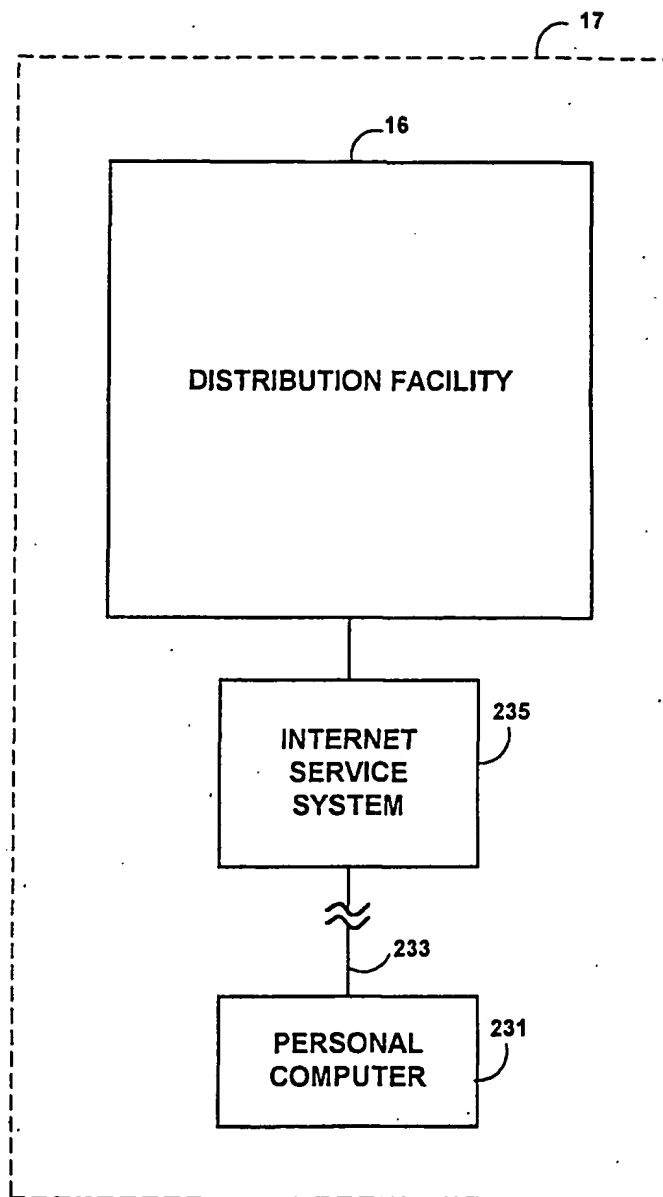 17
16
DISTRIBUTION FACILITY
235
INTERNET
SERVICE
SYSTEM
233
231
PERSONAL
COMPUTER